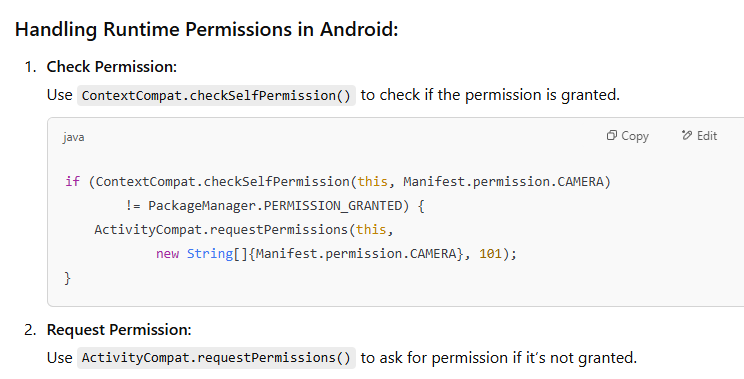 Handling Runtime Permissions in Android:
1. Check Permission:
Use ContextCompat.checkSelfPermission() to check if the permission is granted.
java
Copy
Edit
if (ContextCompat.checkSelfPermission(this, Manifest.permission.CAMERA)
        != PackageManager.PERMISSION_GRANTED) {
    ActivityCompat.requestPermissions(this,
            new String[]{Manifest.permission.CAMERA}, 101);
}
2. Request Permission:
Use ActivityCompat.requestPermissions() to ask for permission if it’s not granted.